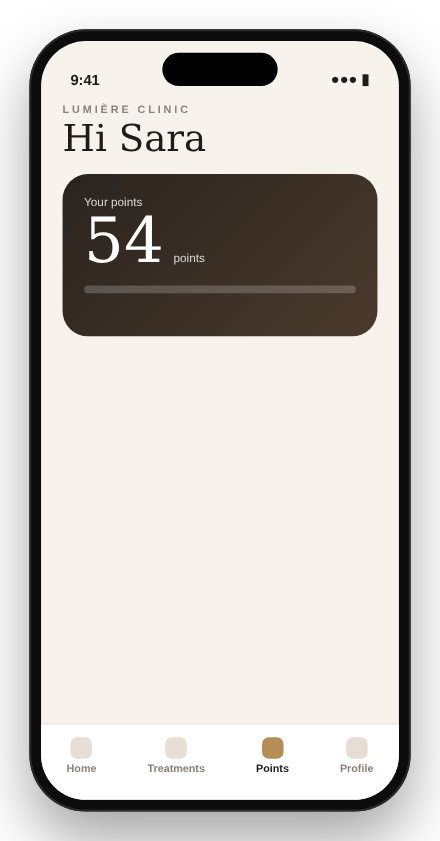 9:41
LUMIÈRE CLINIC
Hi Sara
Your points
54 points
Home Treatments Points Profile